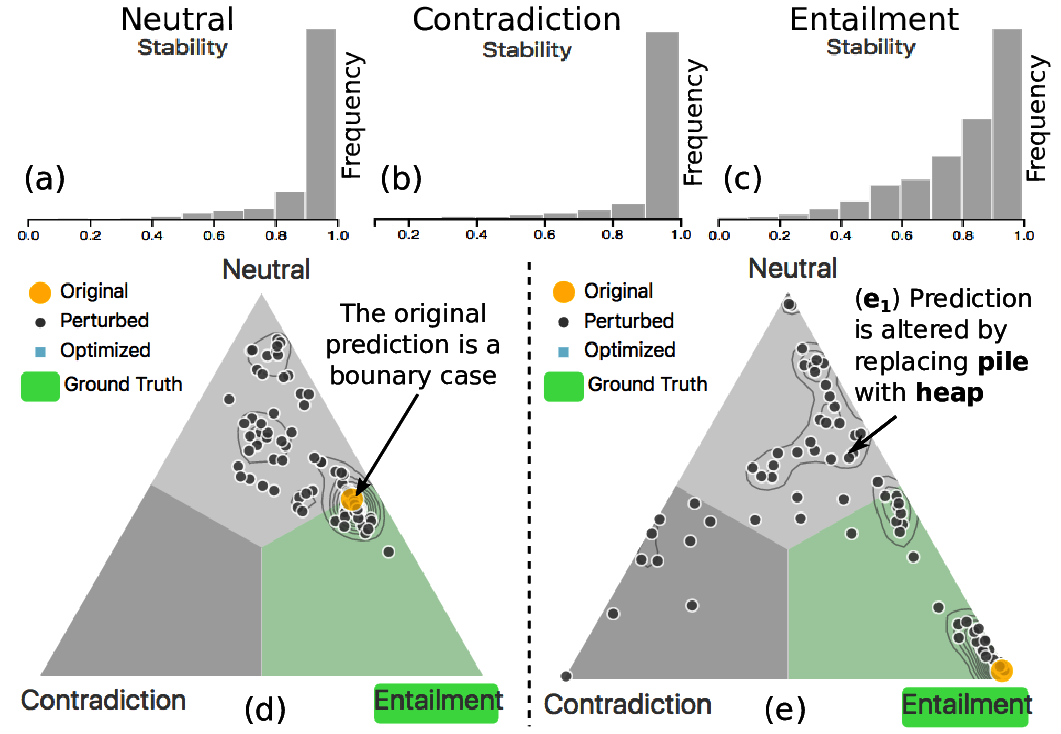 Neutral
Stability
Frequency
(a)
0.0 0.2 0.4 0.6 0.8 1.0
Contradiction
Stability
Frequency
(b)
0.2 0.4 0.6 0.8 1.0
Entailment
Stability
Frequency
(c)
0.0 0.2 0.4 0.6 0.8 1.0
Neutral
Original
Perturbed
Optimized
Ground Truth
The original
prediction is a
bounary case
Contradiction
Entailment
(d)
Neutral
Original
Perturbed
Optimized
Ground Truth
(e1) Prediction
is altered by
replacing pile
with heap
Contradiction
Entailment
(e)